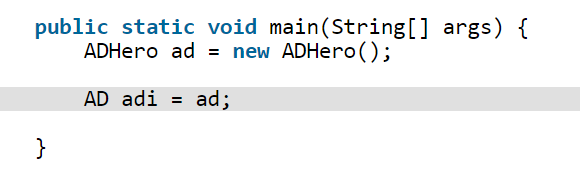 public static void main(String[] args) {
    ADHero ad = new ADHero();
    AD adi = ad;
}